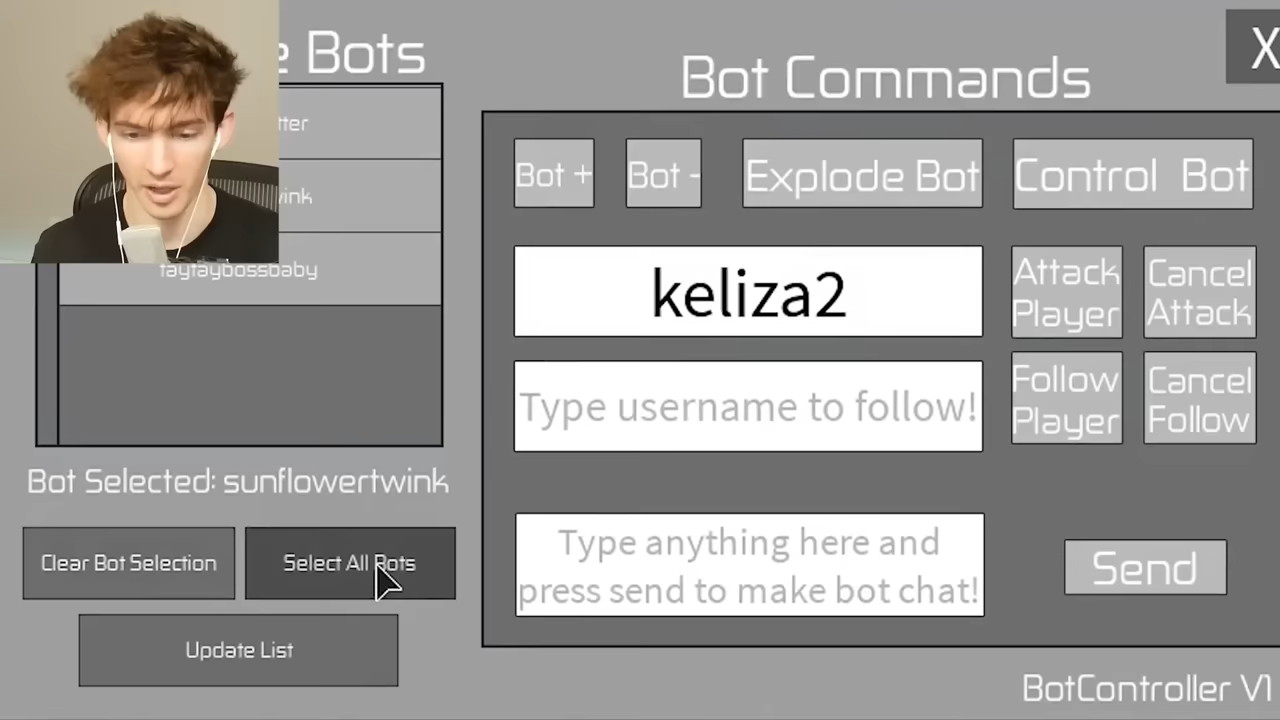 Bots
Bot Commands
X
Bot +
Bot -
Explode Bot
Control Bot
keliza2
Attack
Player
Cancel
Attack
taytaybossbaby
Type username to follow!
Follow
Player
Cancel
Follow
Bot Selected: sunflowertwink
Clear Bot Selection
Select All Bots
Type anything here and
press send to make bot chat!
Send
Update List
BotController V1